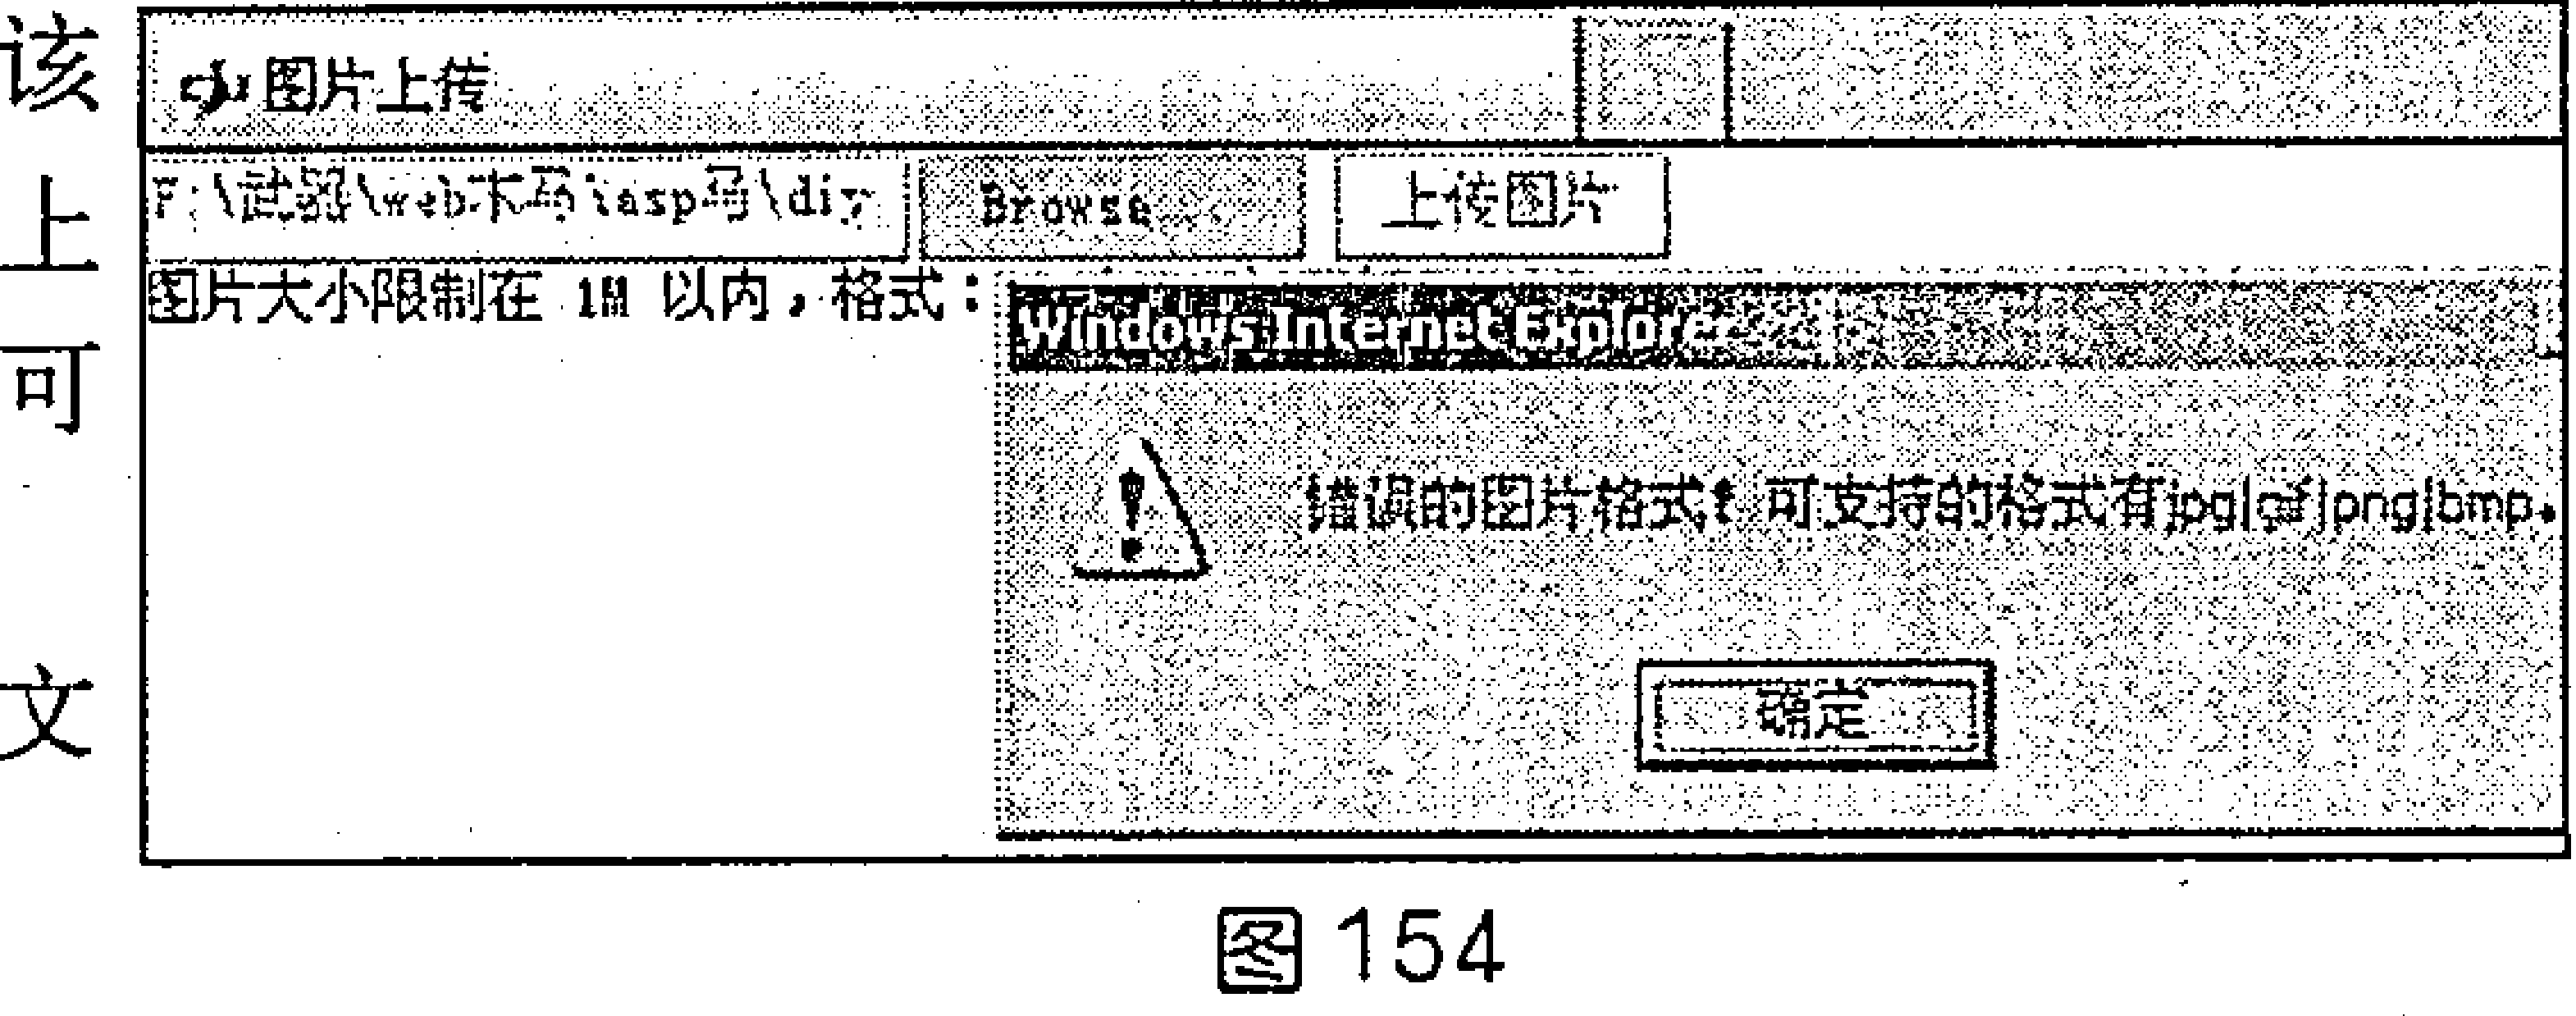 该
上
可
文
图片上传
F:\武器\web木马\asp马\diy
Browse...
上传图片
图片大小限制在 1M 以内，格式：
Windows Internet Explorer
错误的图片格式！可支持的格式有jpg|gif|png|bmp.
确定
图 154